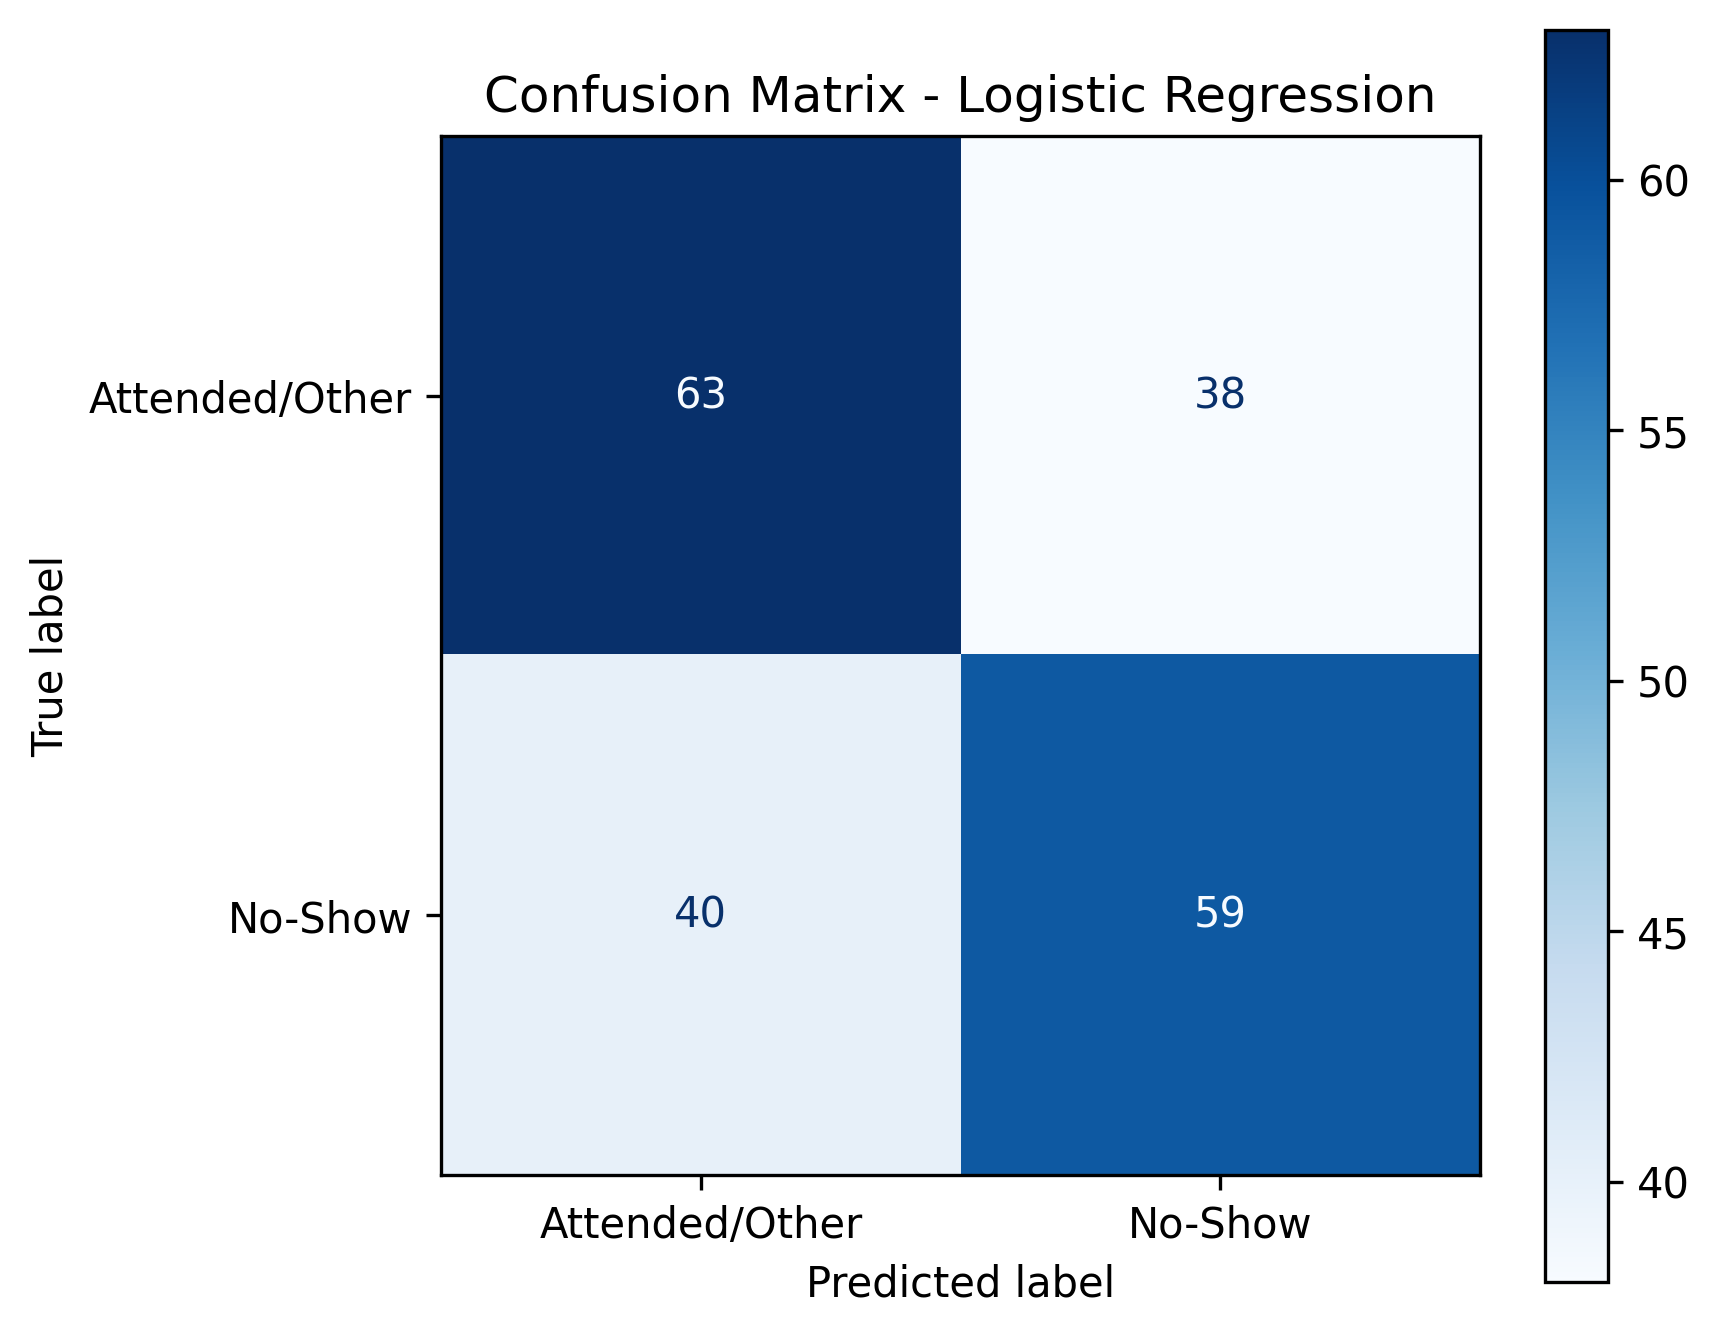 Confusion Matrix - Logistic Regression
Attended/Other
No-Show
True label
63
38
40
59
Attended/Other
No-Show
Predicted label
60
55
50
45
40